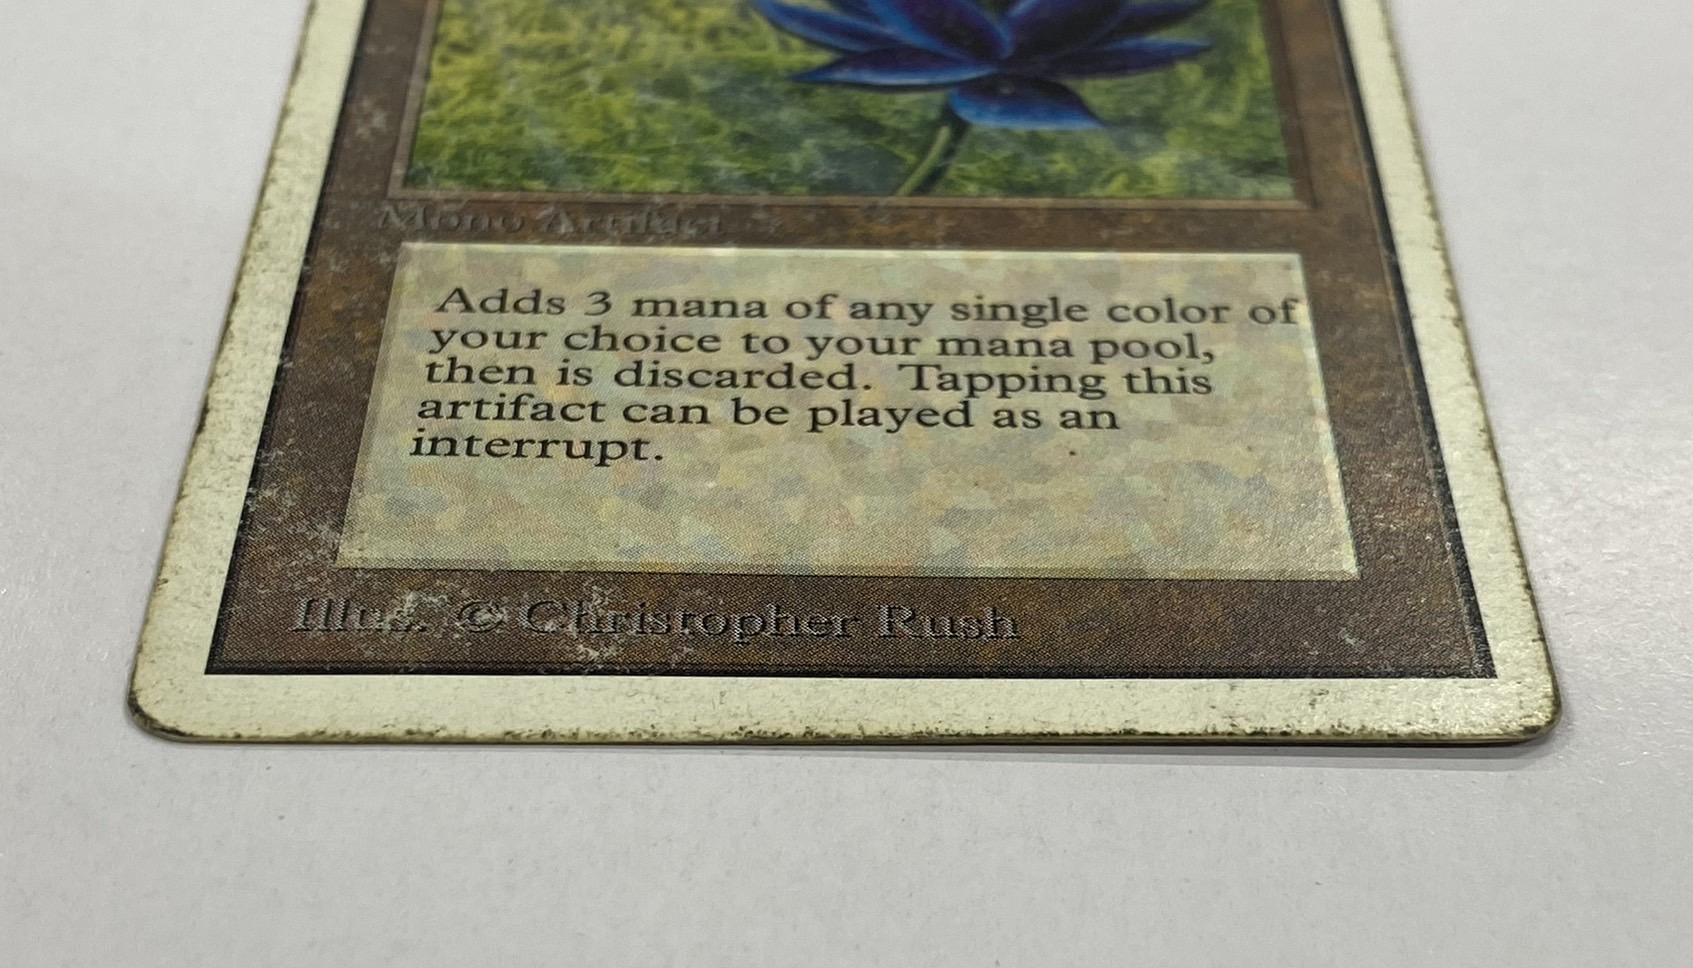 Mono Artifact
Adds 3 mana of any single color of
your choice to your mana pool,
then is discarded. Tapping this
artifact can be played as an
interrupt.
Illus. © Christopher Rush